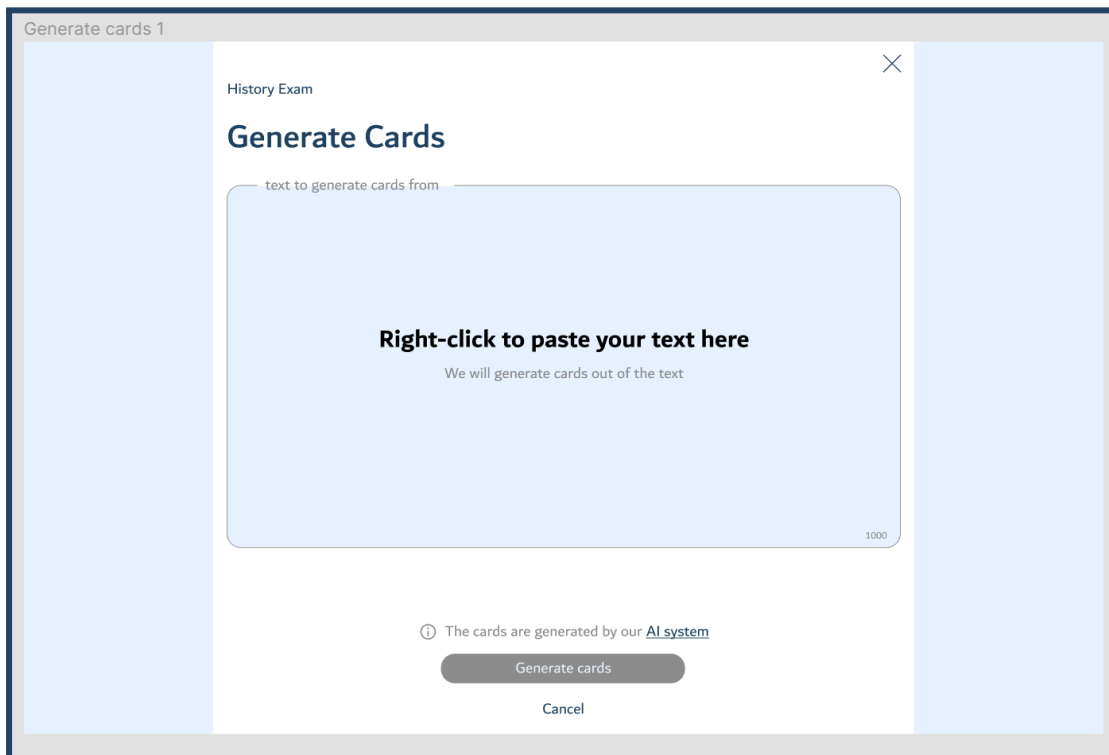 Generate cards 1
History Exam
Generate Cards
text to generate cards from
Right-click to paste your text here
We will generate cards out of the text
1000
The cards are generated by our AI system
Generate cards
Cancel